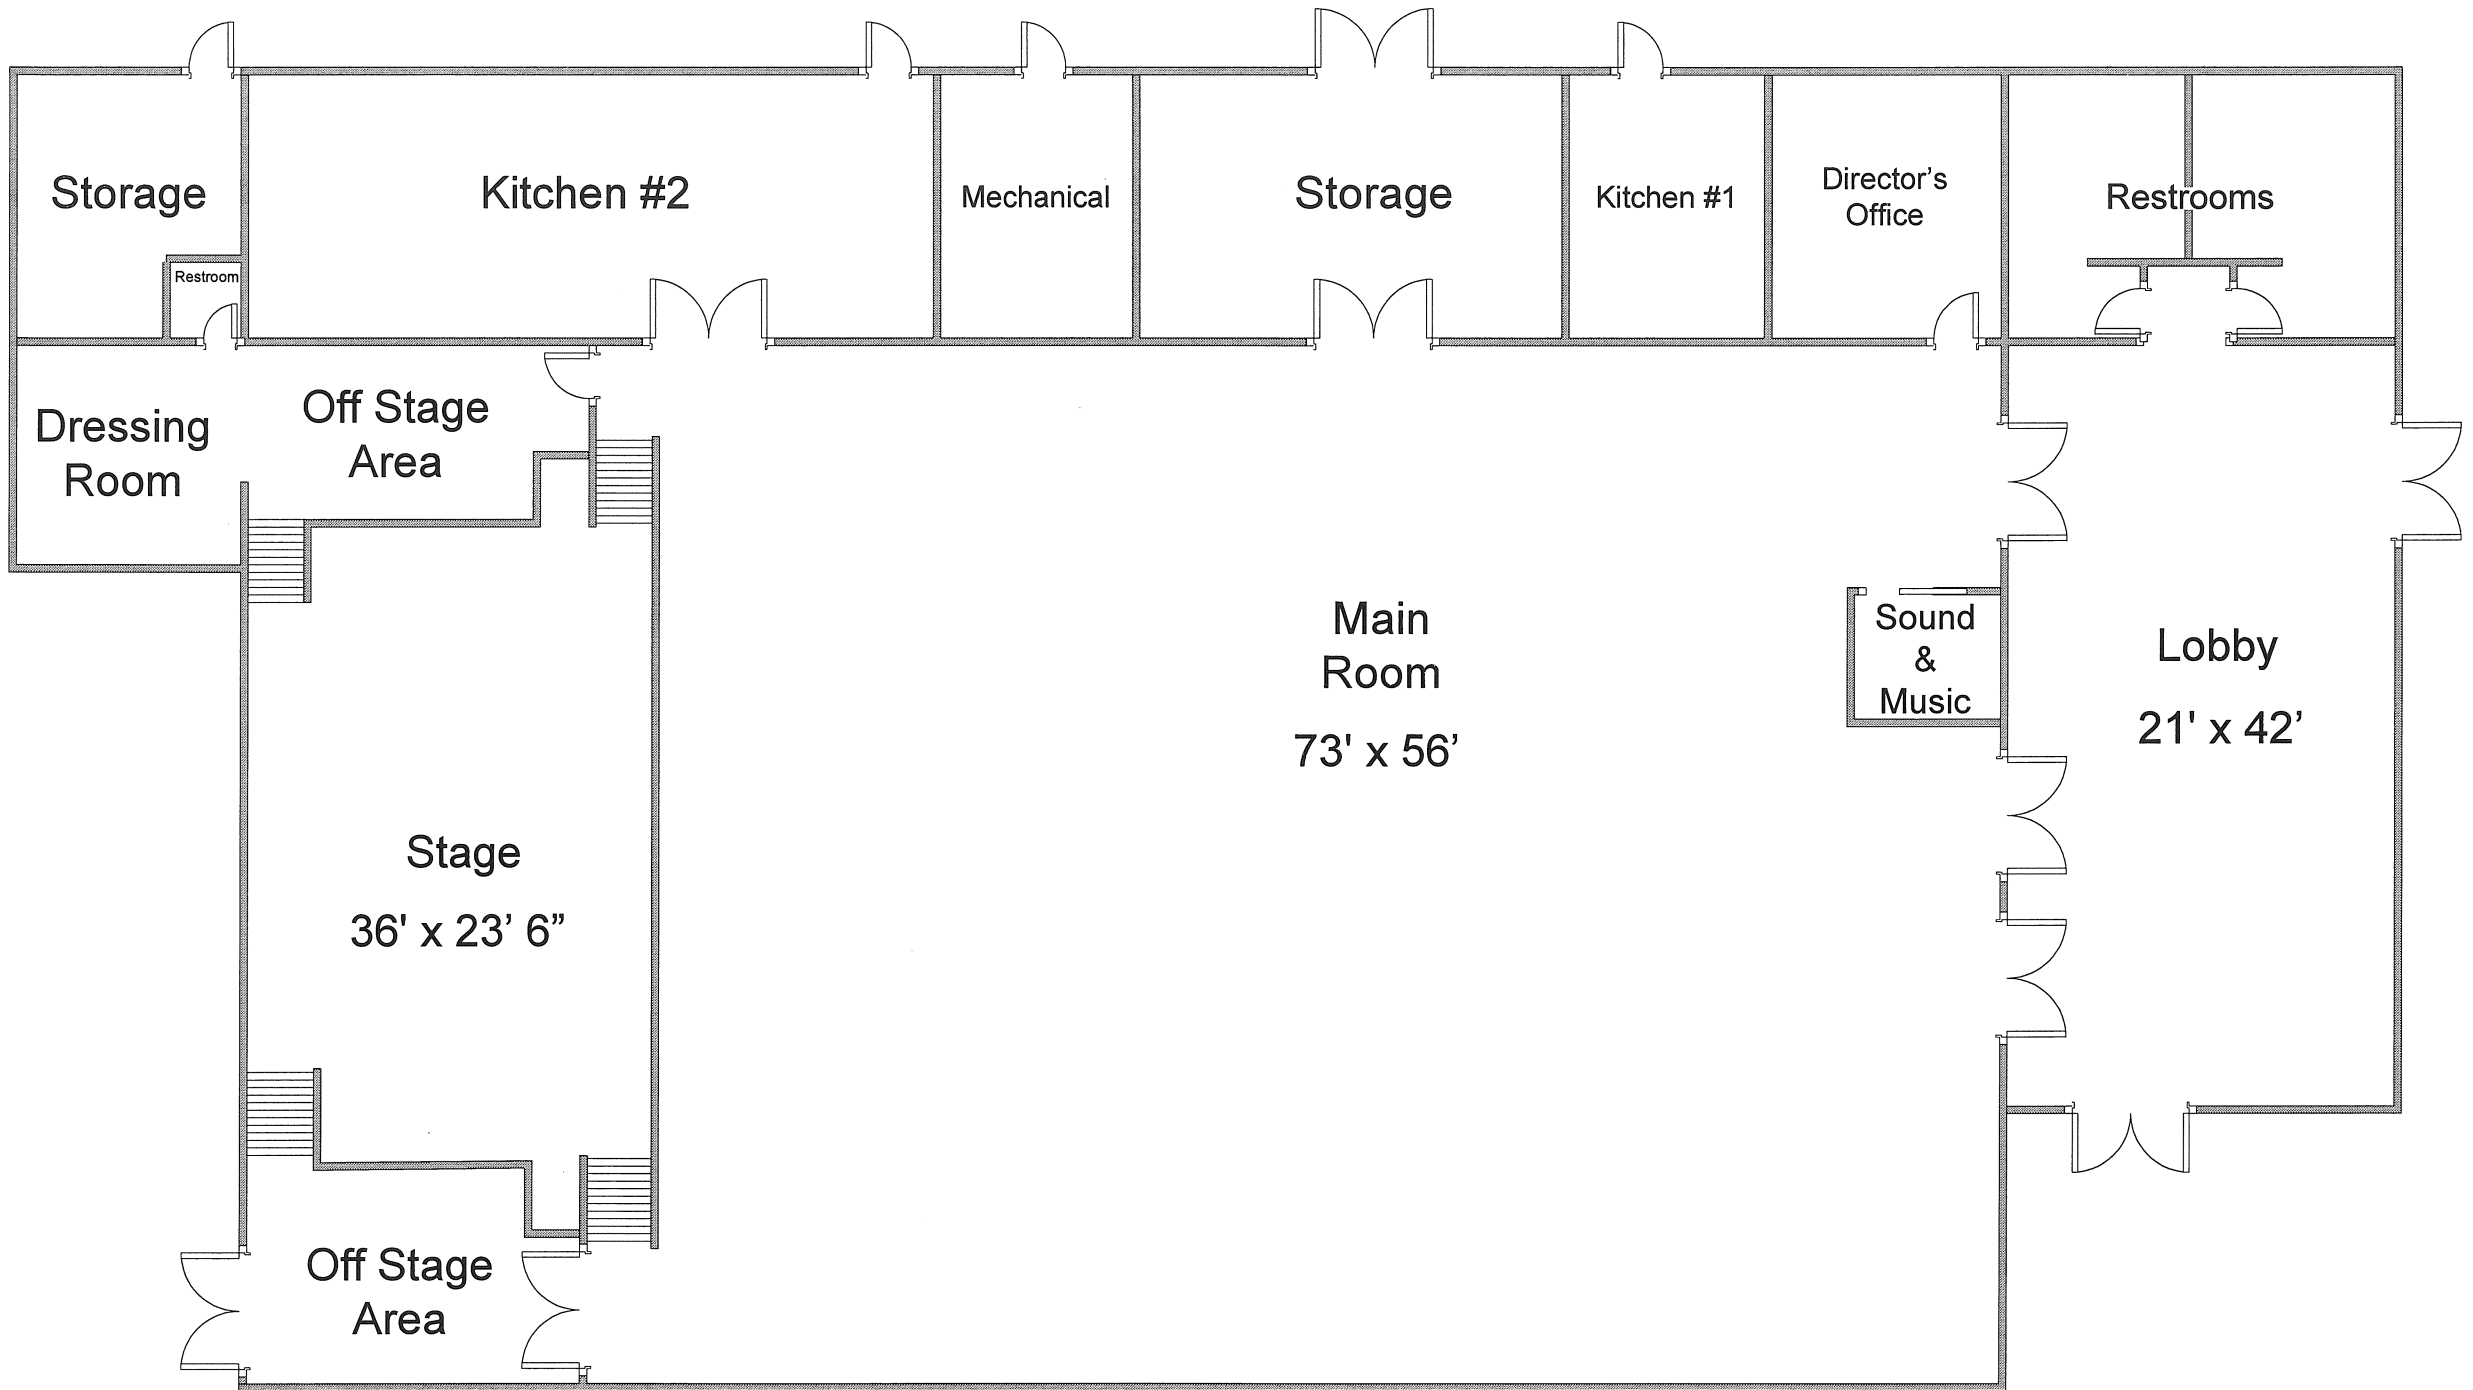 Storage
Kitchen #2
Mechanical
Storage
Kitchen #1
Director's
Office
Restrooms
Restroom
Dressing
Room
Off Stage
Area
Main
Room
73' x 56’
Sound
&
Music
Lobby
21' x 42’
Stage
36' x 23’ 6”
Off Stage
Area